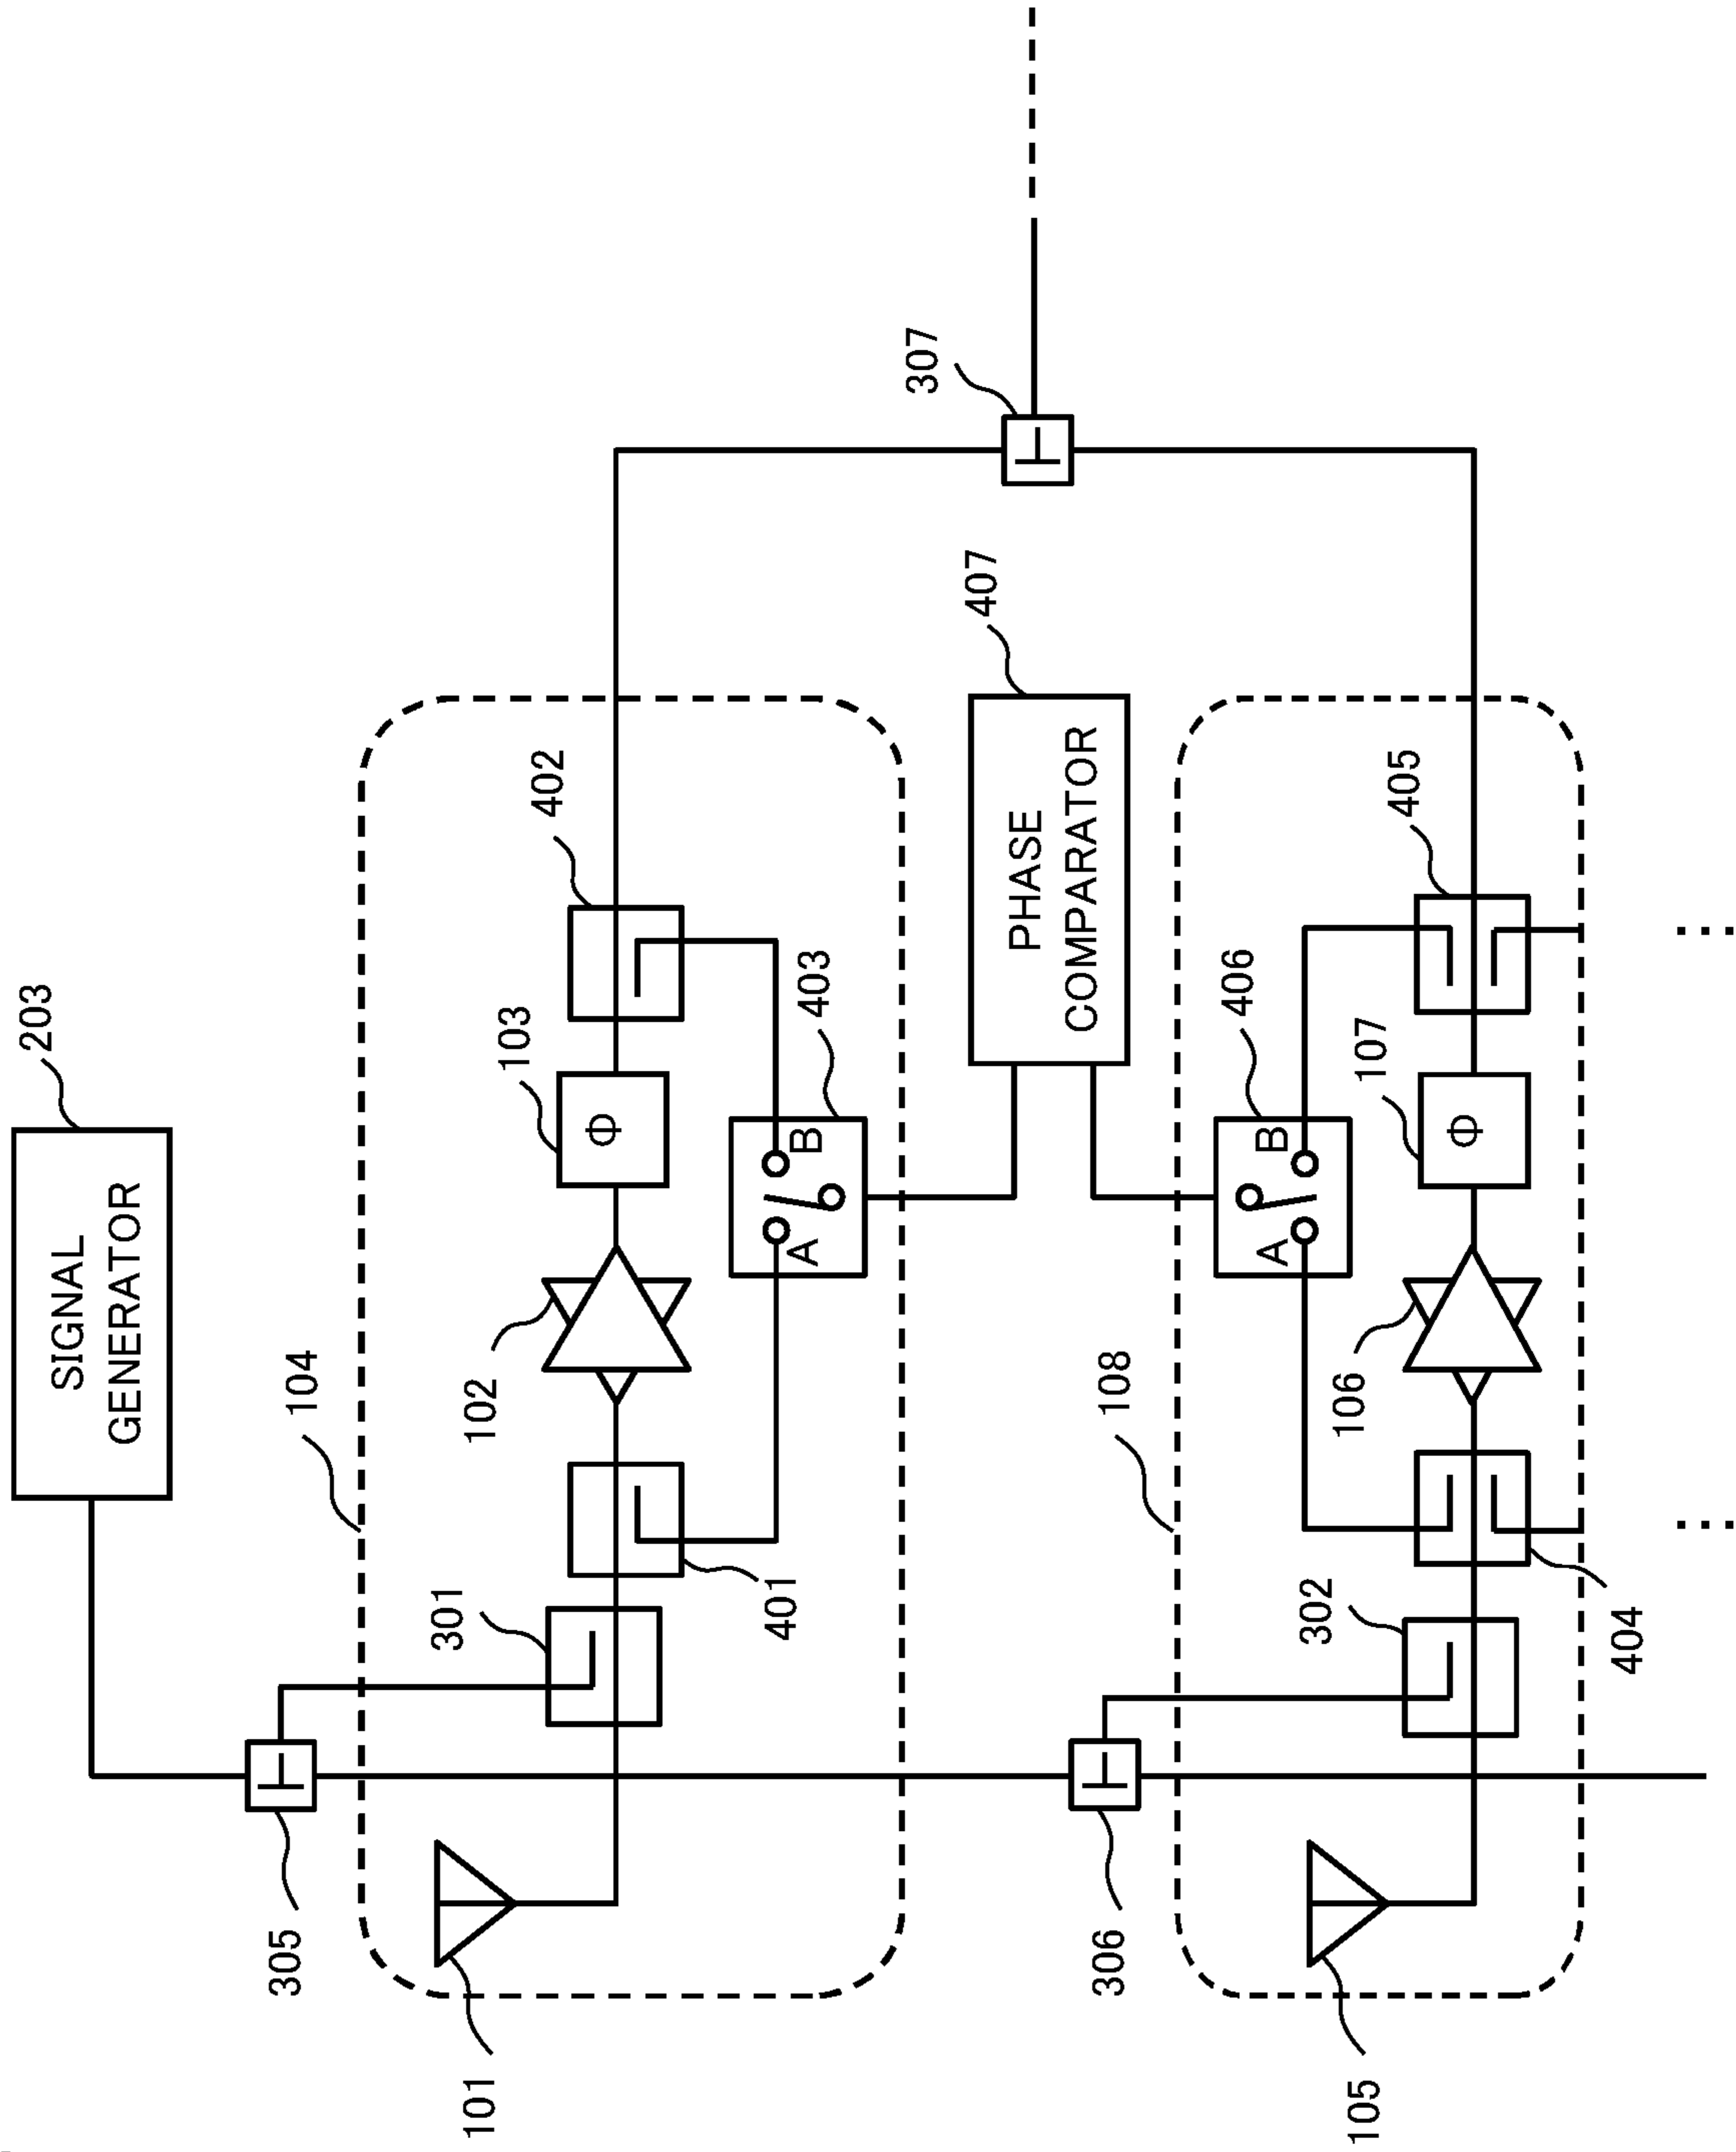 SIGNAL
GENERATOR
203
104
102
103
402
301
401
A
B
403
305
101
307
PHASE
COMPARATOR
407
108
106
107
405
406
A
B
302
404
306
105
Φ
Φ